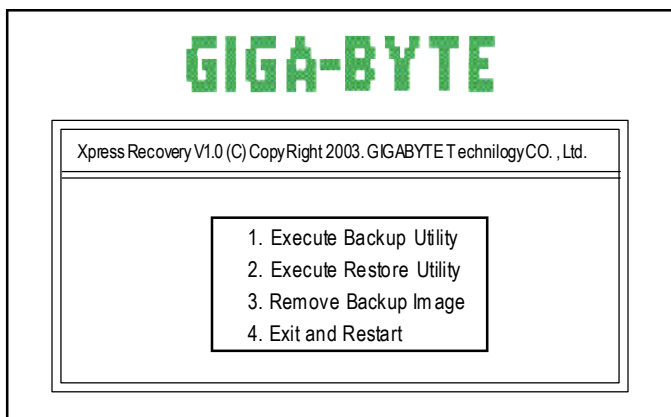 GIGA-BYTE
Xpress Recovery V1.0 (C) CopyRight 2003. GIGABYTE Technilogy CO. , Ltd.
1. Execute Backup Utility
2. Execute Restore Utility
3. Remove Backup Image
4. Exit and Restart